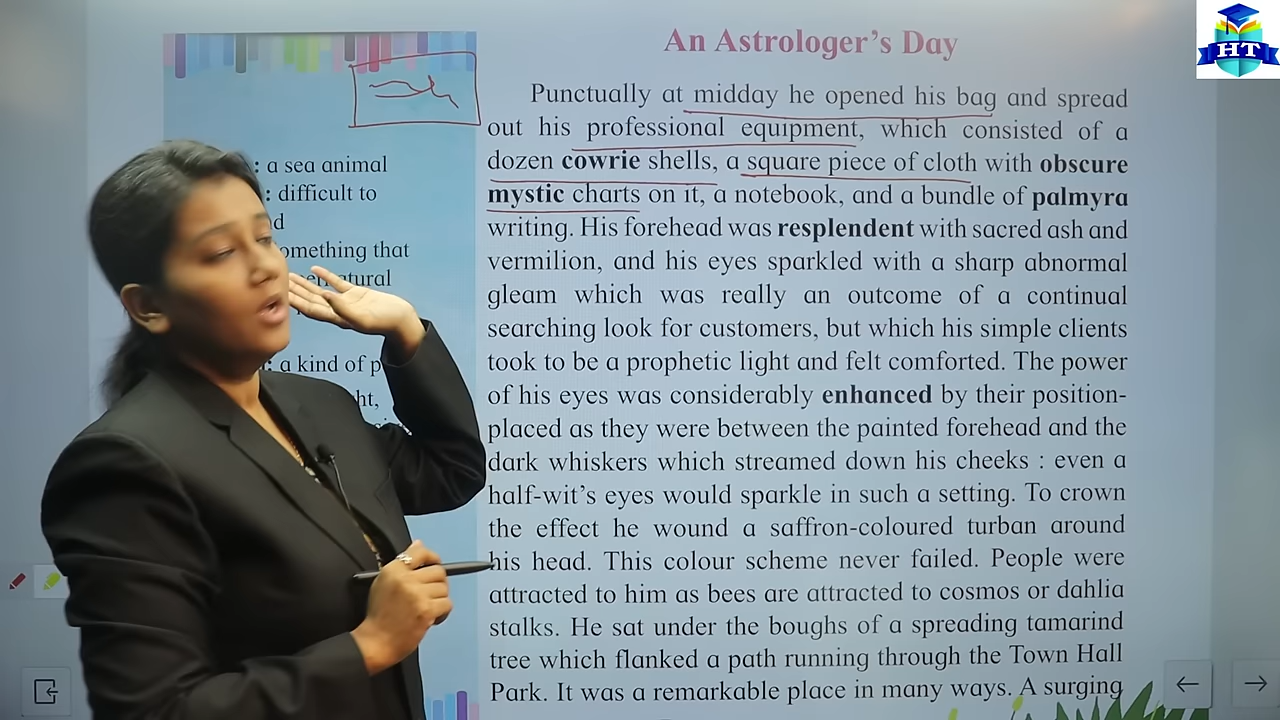 HT
An Astrologer's Day
: a sea animal
: difficult to
omething that
: a kind of p
ht,
Punctually at midday he opened his bag and spread
out his professional equipment, which consisted of a
dozen cowrie shells, a square piece of cloth with obscure
mystic charts on it, a notebook, and a bundle of palmyra
writing. His forehead was resplendent with sacred ash and
vermilion, and his eyes sparkled with a sharp abnormal
gleam which was really an outcome of a continual
searching look for customers, but which his simple clients
took to be a prophetic light and felt comforted. The power
of his eyes was considerably enhanced by their position-
placed as they were between the painted forehead and the
dark whiskers which streamed down his cheeks : even a
half-wit's eyes would sparkle in such a setting. To crown
the effect he wound a saffron-coloured turban around
his head. This colour scheme never failed. People were
attracted to him as bees are attracted to cosmos or dahlia
stalks. He sat under the boughs of a spreading tamarind
tree which flanked a path running through the Town Hall
Park. It was a remarkable place in many ways. A surging